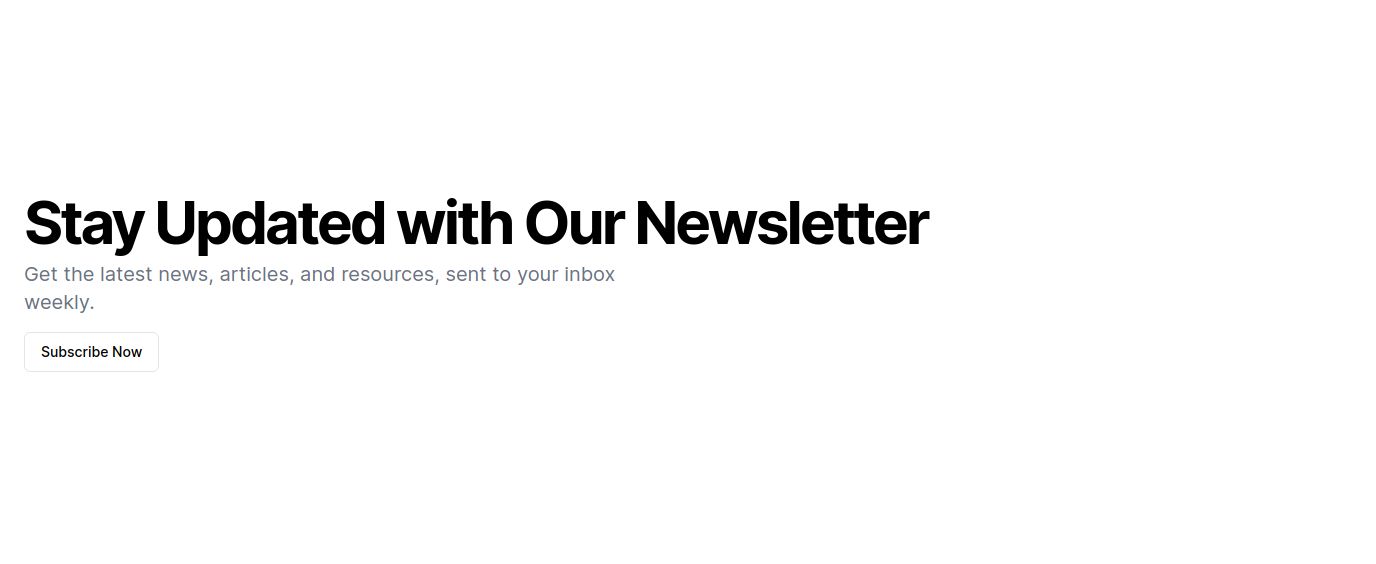 Stay Updated with Our Newsletter
Get the latest news, articles, and resources, sent to your inbox
weekly.
Subscribe Now